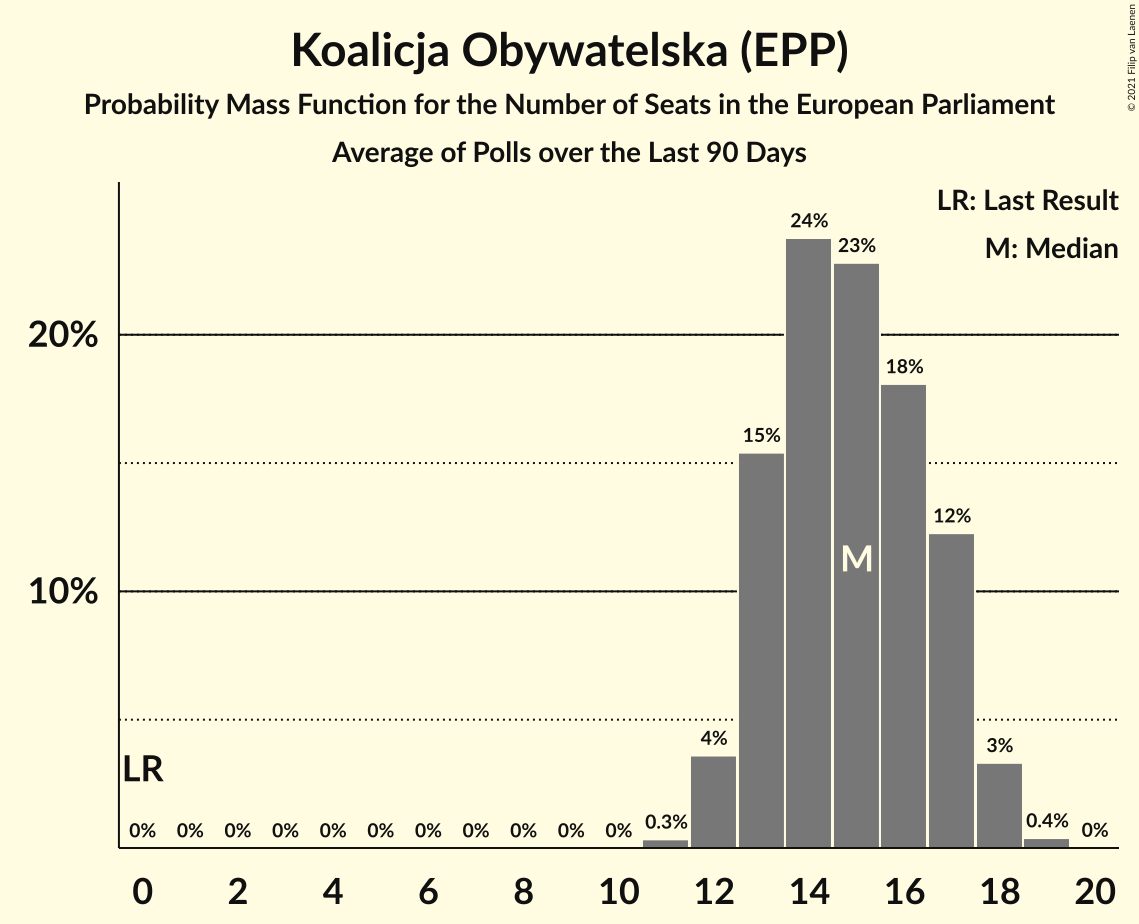 Koalicja Obywatelska (EPP)
Probability Mass Function for the Number of Seats in the European Parliament
Average of Polls over the Last 90 Days
© 2021 Filip van Laenen
LR: Last Result
M: Median
20%
10%
24%
23%
18%
15%
12%
M
4%
3%
LR
0% 0% 0% 0% 0% 0% 0% 0% 0% 0% 0% 0.3% 0.4% 0%
0 2 4 6 8 10 12 14 16 18 20